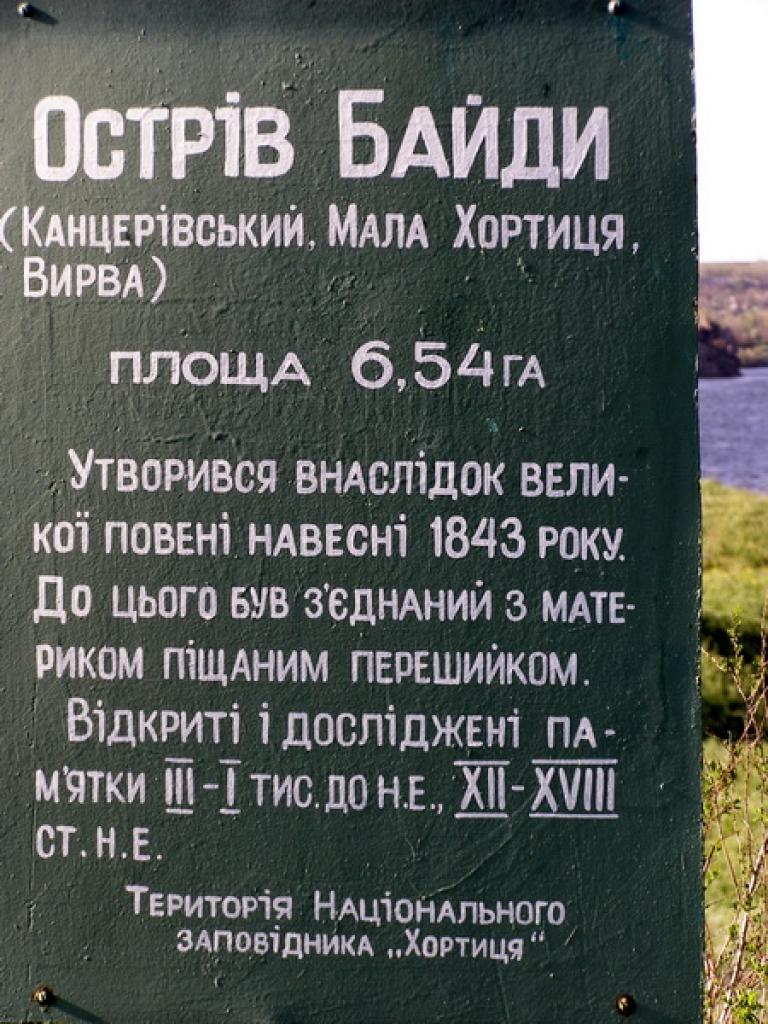 Острів Байди
(Канцерівський, Мала Хортиця,
Вирва)
площа 6,54га
Утворився внаслідок вели-
кої повені навесні 1843 року.
До цього був з'єднаний з мате-
риком піщаним перешийком.
Відкриті і досліджені па-
м'ятки III-I тис. до н.е., XII-XVIII
ст. н.е.
Територія Національного
заповідника „Хортиця“